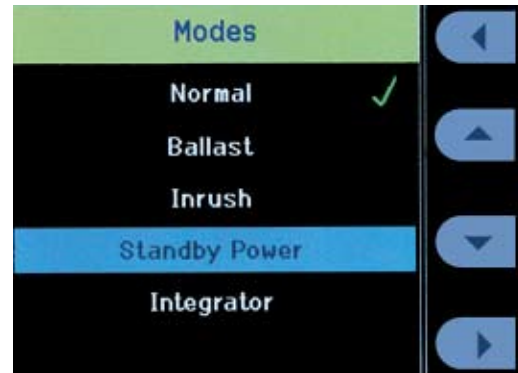 Modes
Normal
Ballast
Inrush
Standby Power
Integrator